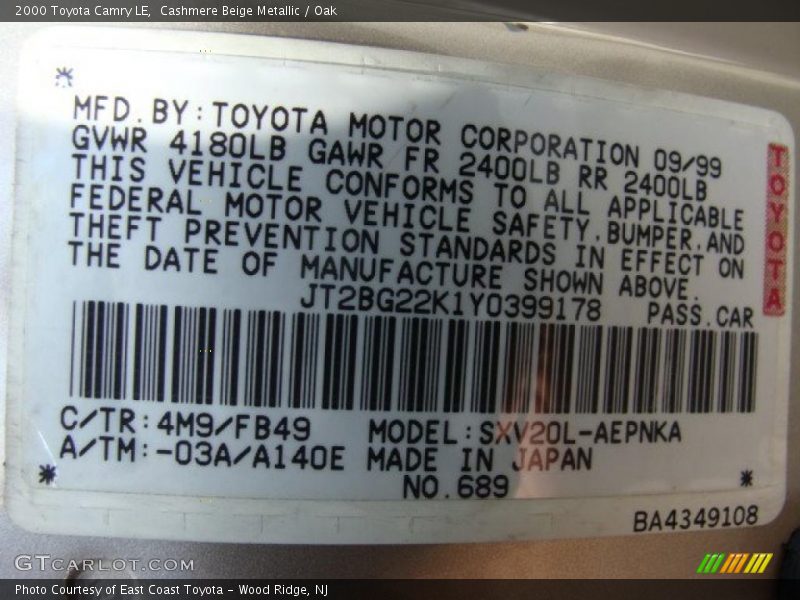 2000 Toyota Camry LE,  Cashmere Beige Metallic / Oak
MFD. BY: TOYOTA MOTOR CORPORATION 09/99
GVWR 4180LB GAWR FR 2400LB RR 2400LB
THIS VEHICLE CONFORMS TO ALL APPLICABLE
FEDERAL MOTOR VEHICLE SAFETY, BUMPER, AND
THEFT PREVENTION STANDARDS IN EFFECT ON
THE DATE OF MANUFACTURE SHOWN ABOVE.
JT2BG22K1Y0399178 PASS. CAR
TOYOTA
C/TR: 4M9/FB49 MODEL: SXV20L-AEPNKA
A/TM: -03A/A140E MADE IN JAPAN
NO. 689
BA4349108
GTCARLOT.COM
Photo Courtesy of East Coast Toyota - Wood Ridge, NJ